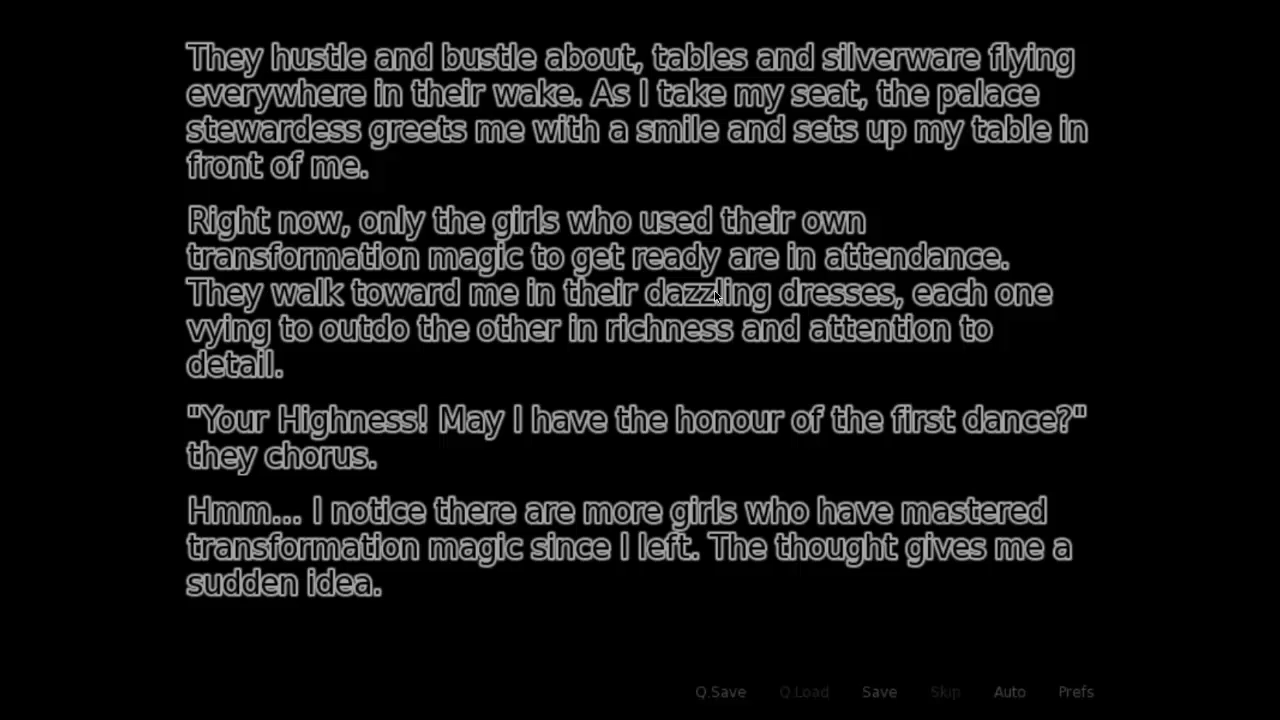 They hustle and bustle about, tables and silverware flying
everywhere in their wake. As I take my seat, the palace
stewardess greets me with a smile and sets up my table in
front of me.
Right now, only the girls who used their own
transformation magic to get ready are in attendance.
They walk toward me in their dazzling dresses, each one
vying to outdo the other in richness and attention to
detail.
"Your Highness! May I have the honour of the first dance?"
they chorus.
Hmm... I notice there are more girls who have mastered
transformation magic since I left. The thought gives me a
sudden idea.
Q.Save Q.Load Save Skip Auto Prefs